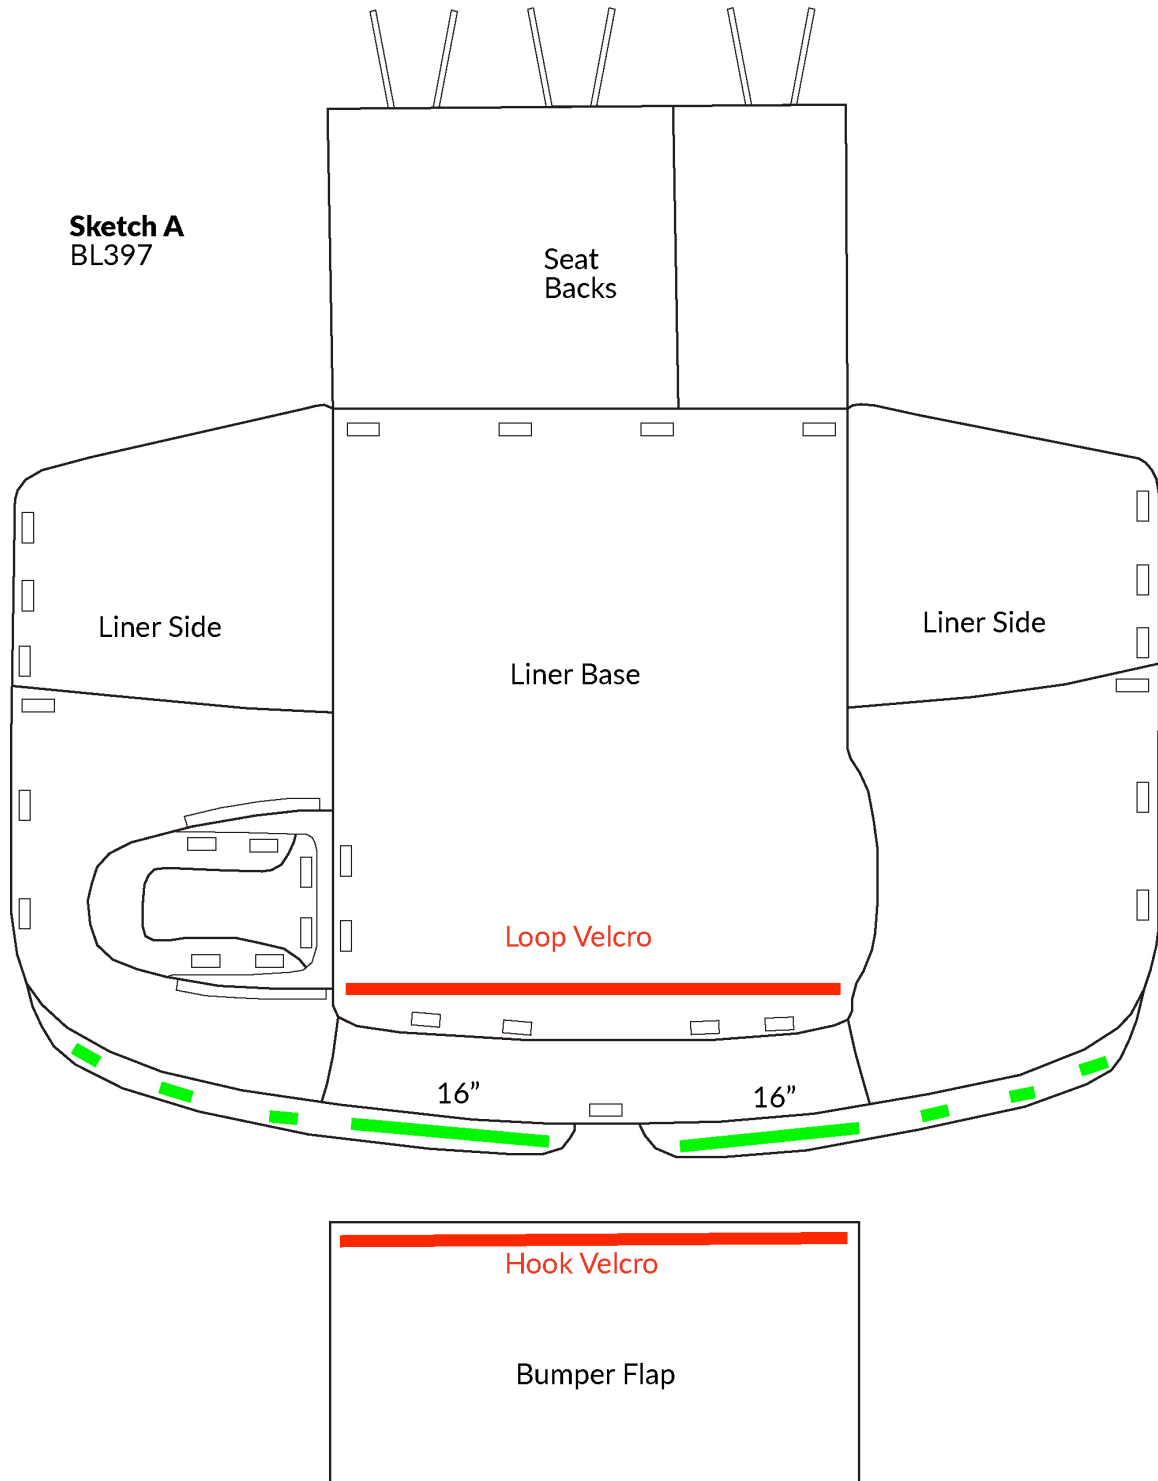 Sketch A
BL397
Seat
Backs
Liner Side
Liner Side
Liner Base
Loop Velcro
16”
16”
Hook Velcro
Bumper Flap